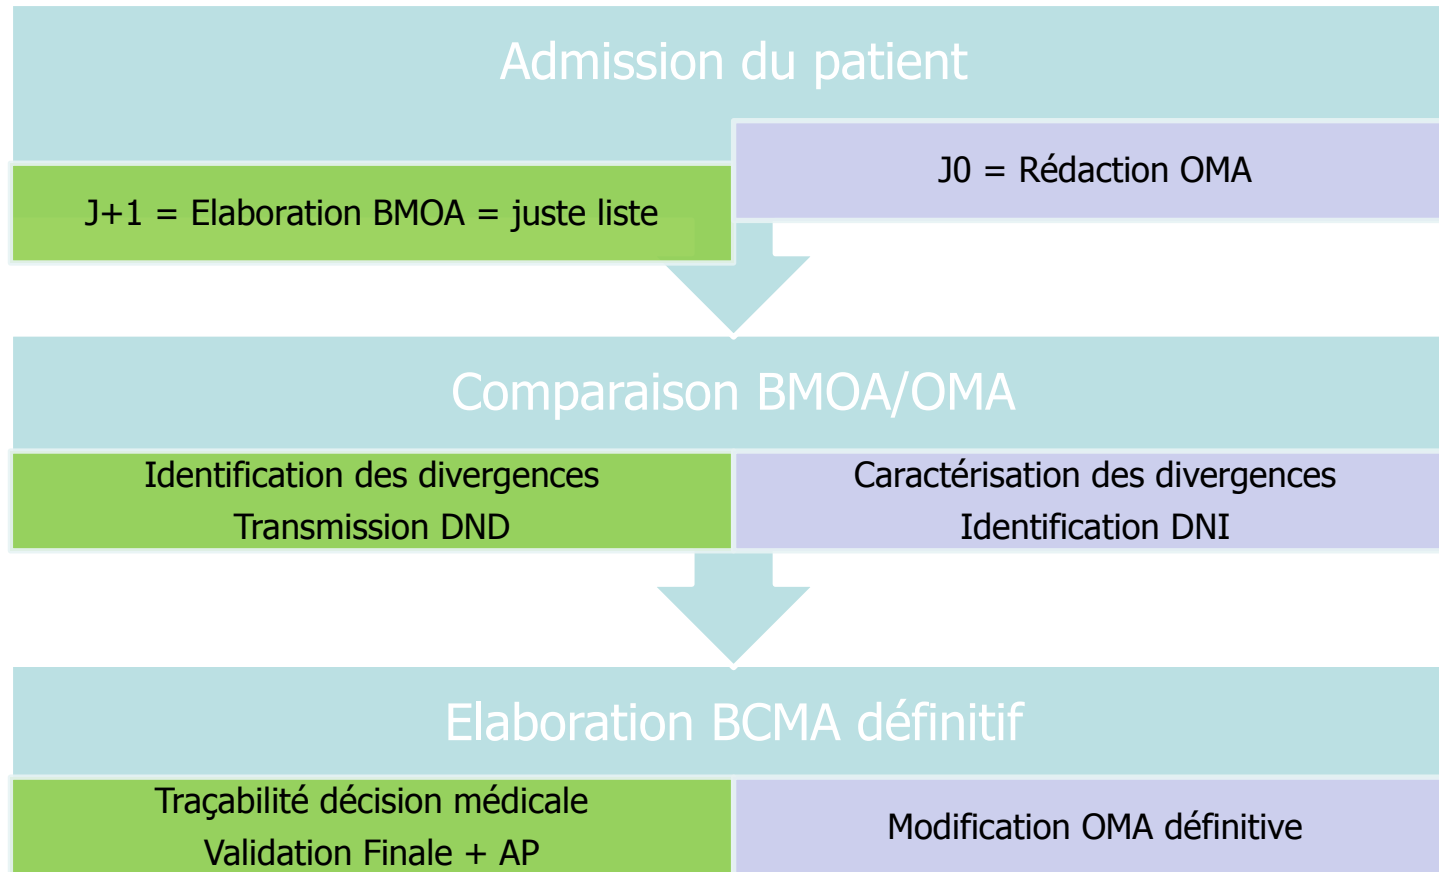 Admission du patient
J+1 = Elaboration BMOA = juste liste
J0 = Rédaction OMA
Comparaison BMOA/OMA
Identification des divergences
Transmission DND
Caractérisation des divergences
Identification DNI
Elaboration BCMA définitif
Traçabilité décision médicale
Validation Finale + AP
Modification OMA définitive